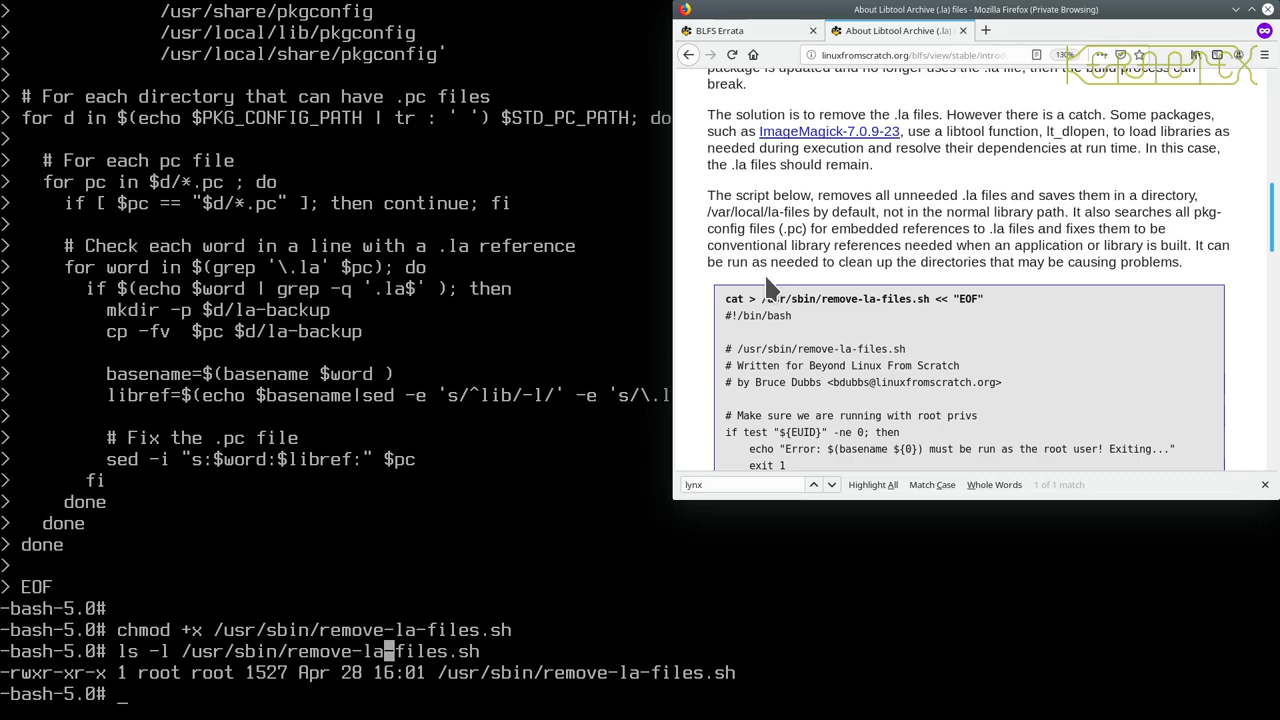 /usr/share/pkgconfig
/usr/local/lib/pkgconfig
/usr/local/share/pkgconfig'
>
> # For each directory that can have .pc files
> for d in $(echo $PKG_CONFIG_PATH | tr : ' ') $STD_PC_PATH; do
>
>   # For each pc file
>   for pc in $d/*.pc ; do
>     if [ $pc == "$d/*.pc" ]; then continue; fi
>
>     # Check each word in a line with a .la reference
>     for word in $(grep '\.la' $pc); do
>       if $(echo $word | grep -q '.la$' ); then
>         mkdir -p $d/la-backup
>         cp -fv  $pc $d/la-backup
>
>         basename=$(basename $word )
>         libref=$(echo $basename|sed -e 's/^lib/-l/' -e 's/\.l
>
>         # Fix the .pc file
>         sed -i "s:$word:$libref:" $pc
>       fi
>     done
>   done
> done
>
> EOF
-bash-5.0#
-bash-5.0# chmod +x /usr/sbin/remove-la-files.sh
-bash-5.0# ls -l /usr/sbin/remove-la-files.sh
-rwxr-xr-x 1 root root 1527 Apr 28 16:01 /usr/sbin/remove-la-files.sh
-bash-5.0# _
About Libtool Archive (.la) files - Mozilla Firefox (Private Browsing)
BLFS Errata
About Libtool Archive (.la)
linuxfromscratch.org/blfs/view/stable/introd
130%
package is updated and no longer uses the .la file, then the build process can
break.
The solution is to remove the .la files. However there is a catch. Some packages,
such as ImageMagick-7.0.9-23, use a libtool function, lt_dlopen, to load libraries as
needed during execution and resolve their dependencies at run time. In this case,
the .la files should remain.
The script below, removes all unneeded .la files and saves them in a directory,
/var/local/la-files by default, not in the normal library path. It also searches all pkg-
config files (.pc) for embedded references to .la files and fixes them to be
conventional library references needed when an application or library is built. It can
be run as needed to clean up the directories that may be causing problems.
cat > /usr/sbin/remove-la-files.sh << "EOF"
#!/bin/bash
# /usr/sbin/remove-la-files.sh
# Written for Beyond Linux From Scratch
# by Bruce Dubbs <bdubbs@linuxfromscratch.org>
# Make sure we are running with root privs
if test "${EUID}" -ne 0; then
echo "Error: $(basename ${0}) must be run as the root user! Exiting..."
exit 1
lynx
Highlight All
Match Case
Whole Words
1 of 1 match